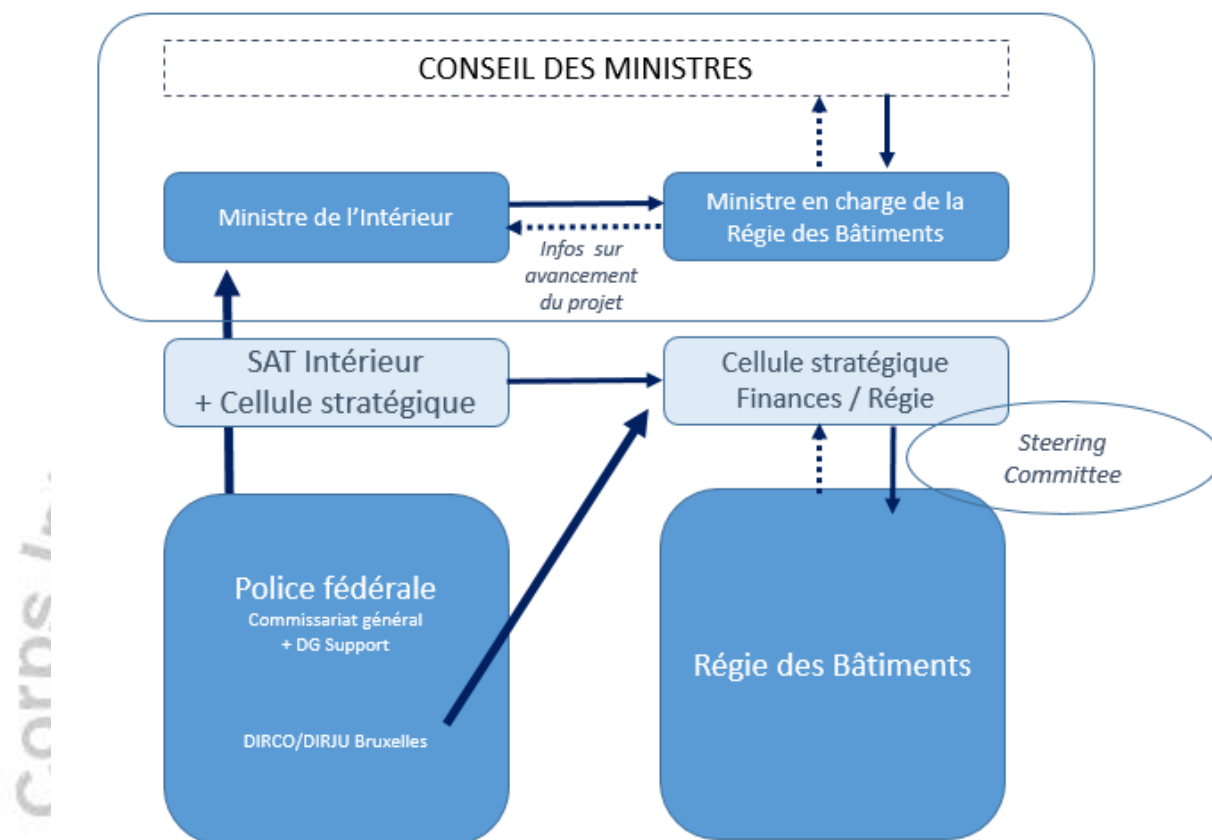 CONSEIL DES MINISTRES
Ministre de l’Intérieur
Ministre en charge de la
Régie des Bâtiments
Infos sur
avancement
du projet
SAT Intérieur
+ Cellule stratégique
Cellule stratégique
Finances / Régie
Steering
Committee
Police fédérale
Commissariat général
+ DG Support
DIRCO/DIRJU Bruxelles
Régie des Bâtiments
Corps